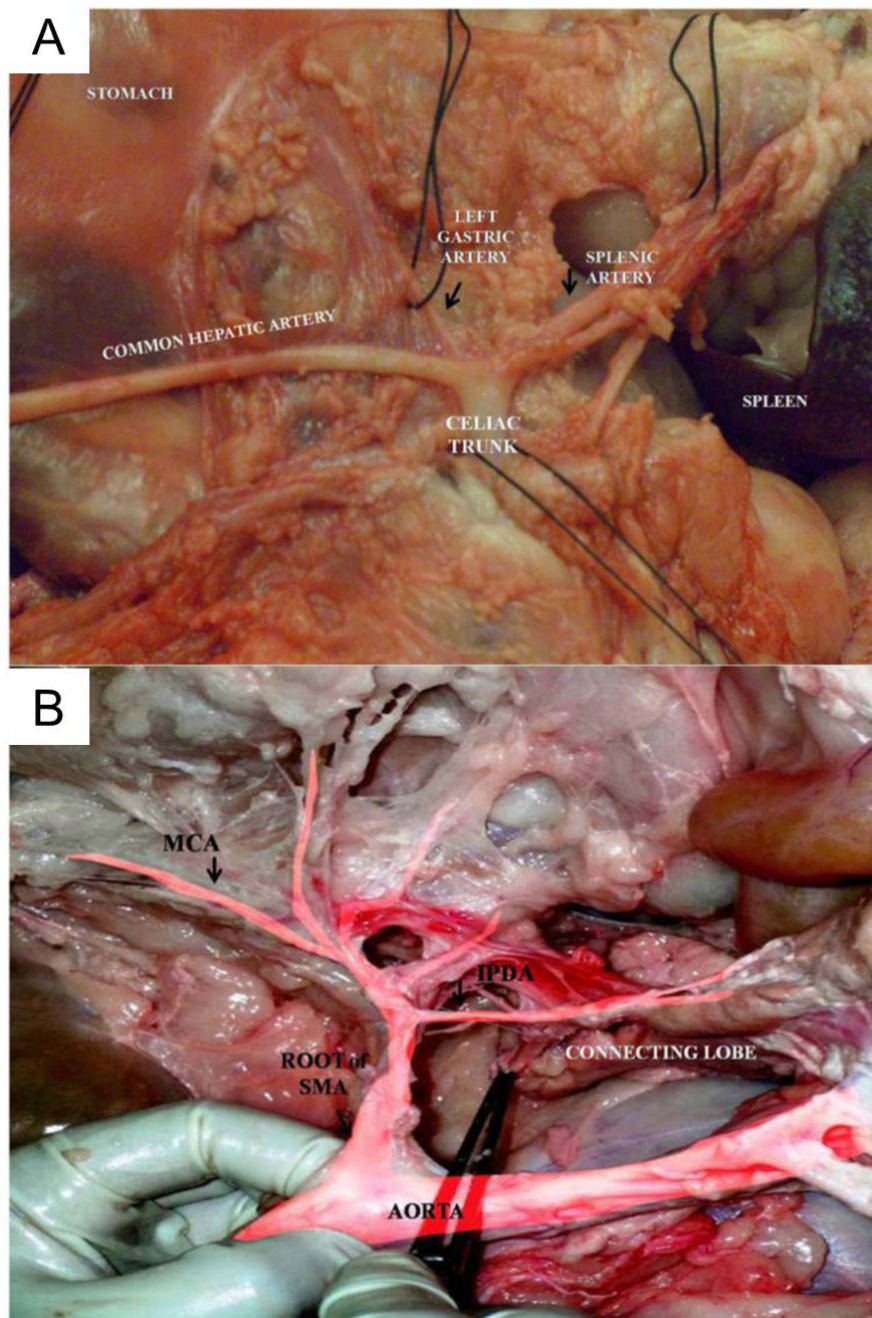 A
STOMACH
LEFT
GASTRIC
ARTERY
SPLENIC
ARTERY
COMMON HEPATIC ARTERY
SPLEEN
CELIAC
TRUNK
B
MCA
IPDA
CONNECTING LOBE
ROOT of
SMA
AORTA